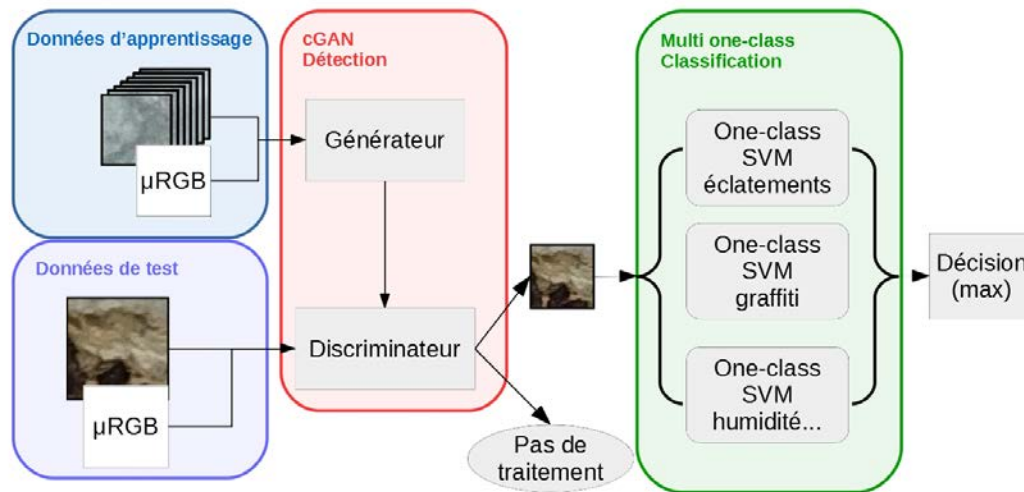 Données d'apprentissage
µRGB
Données de test
µRGB
cGAN
Détection
Générateur
Discriminateur
Pas de
traitement
Multi one-class
Classification
One-class
SVM
éclatements
One-class
SVM
graffiti
One-class
SVM
humidité...
Décision
(max)